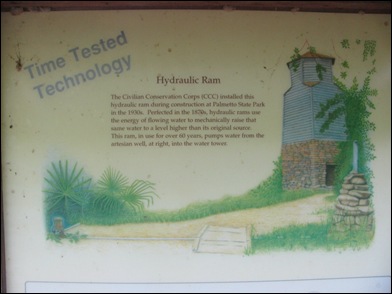 Time Tested
Technology
Hydraulic Ram
The Civilian Conservation Corps (CCC) installed this
hydraulic ram during construction at Palmetto State Park
in the 1930s. Perfected in the 1870s, hydraulic rams use
the energy of flowing water to mechanically raise that
same water to a level higher than its original source.
This ram, in use for over 60 years, pumps water from the
artesian well, at right, into the water tower.